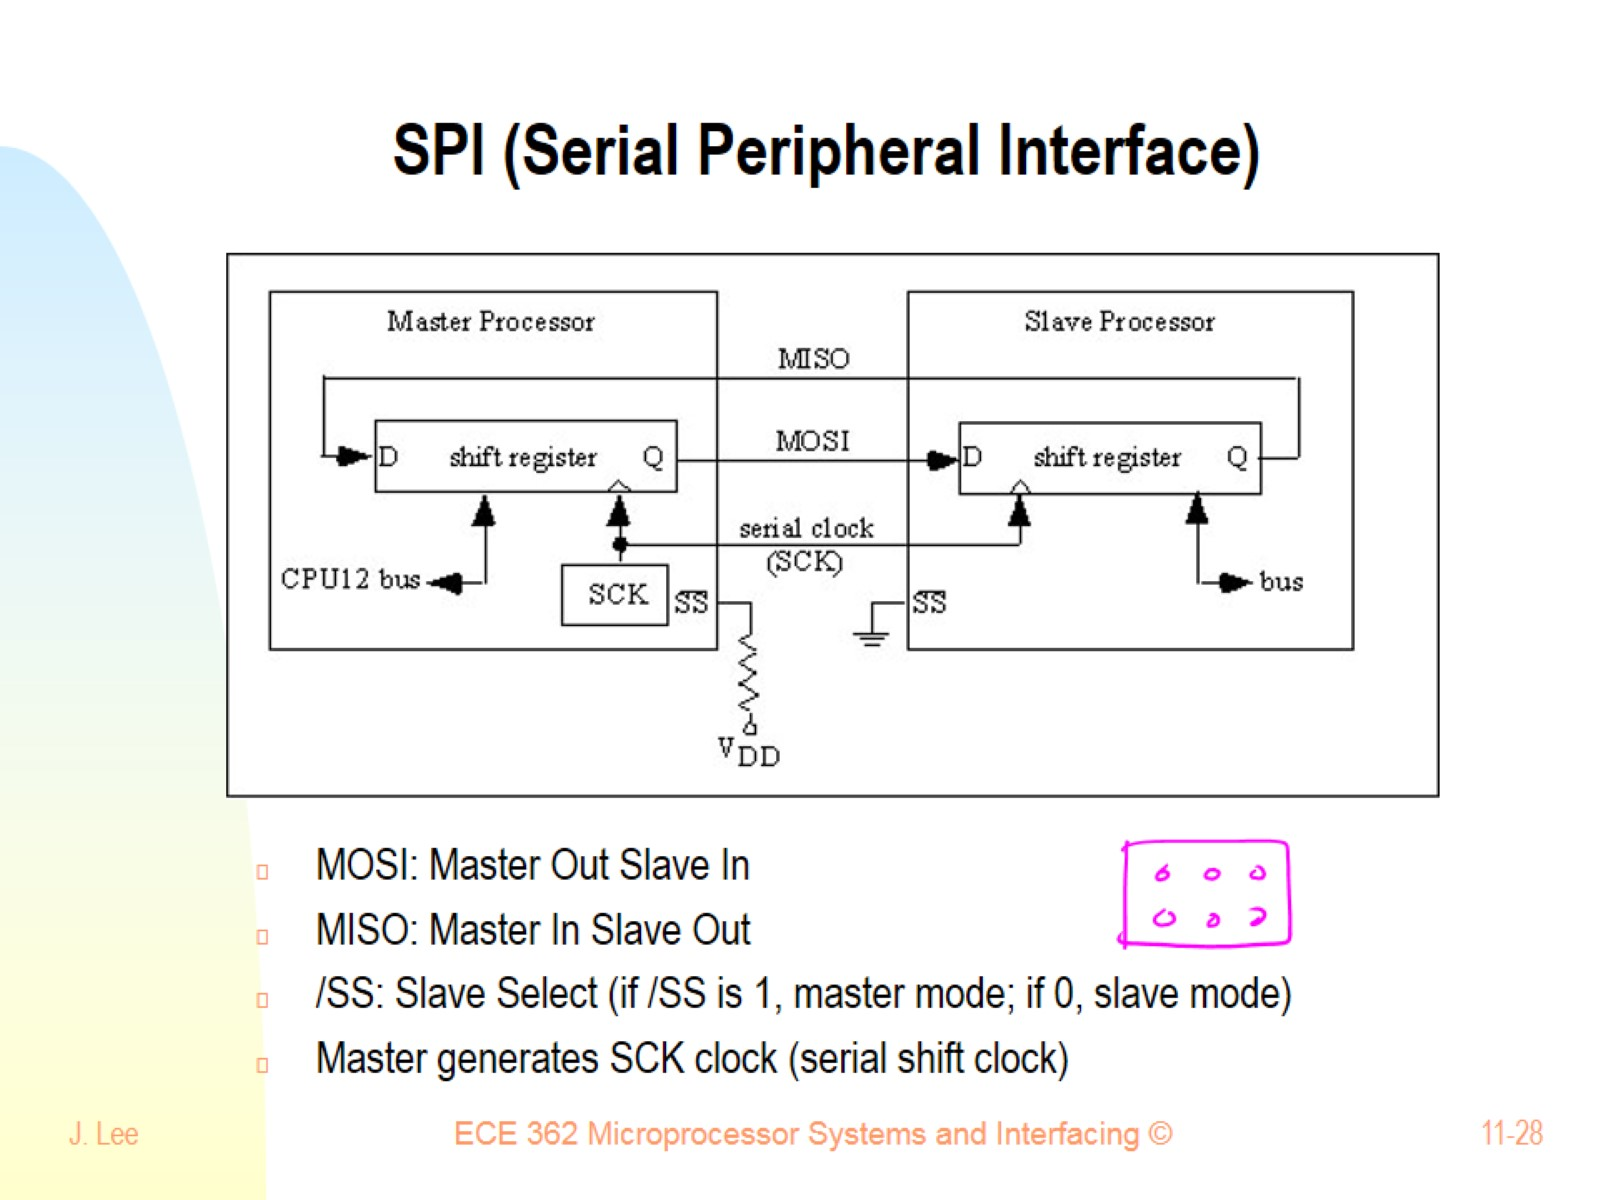 SPI (Serial Peripheral Interface)
Master Processor
Slave Processor
MISO
D shift register Q
MOSI
D shift register Q
serial clock
(SCK)
CPU12 bus
SCK
SS
SS
bus
VDD
MOSI: Master Out Slave In
MISO: Master In Slave Out
/SS: Slave Select (if /SS is 1, master mode; if 0, slave mode)
Master generates SCK clock (serial shift clock)
J. Lee
ECE 362 Microprocessor Systems and Interfacing ©
11-28